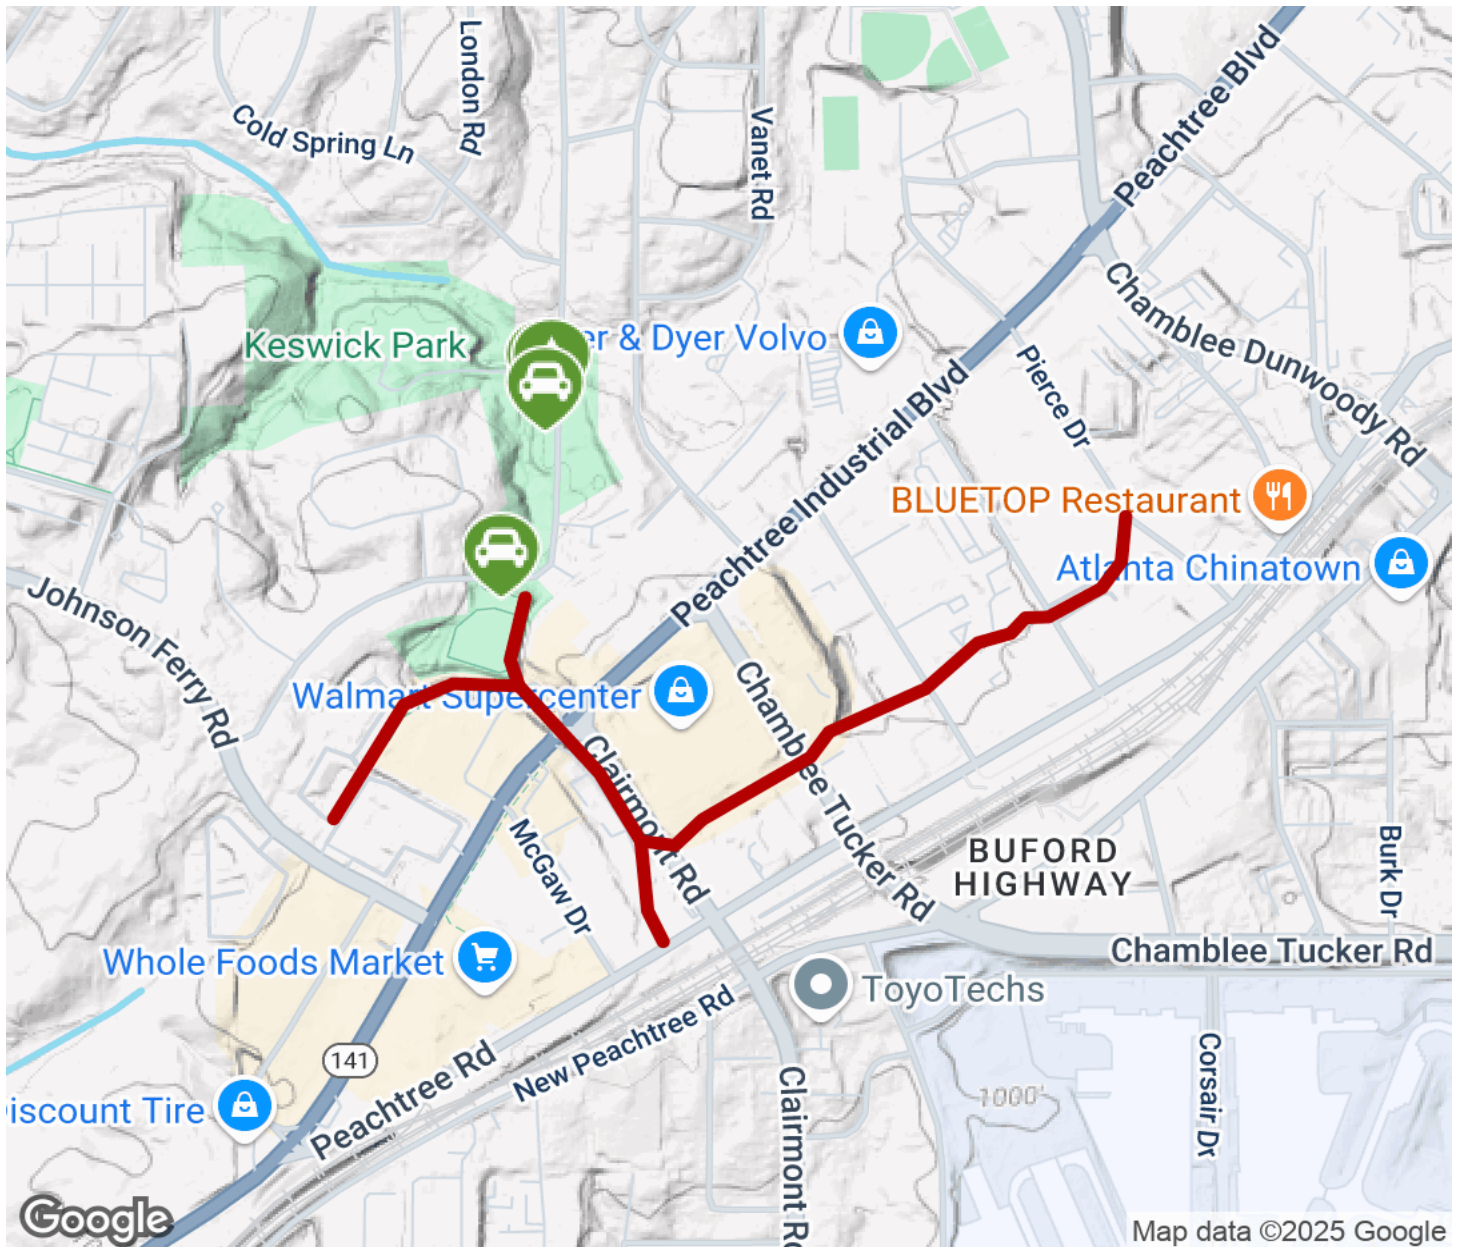 London Rd
Cold Spring Ln
Vanet Rd
Peachtree Blvd
Keswick Park
er & Dyer Volvo
Chamblee Dunwoody Rd
Pierce Dr
Peachtree Industrial Blvd
BLUETOP Restaurant
Atlanta Chinatown
Johnson Ferry Rd
Walmart Supercenter
Clairmont Rd
Chamblee Tucker Rd
McGaw Dr
BUFORD
HIGHWAY
Burk Dr
Whole Foods Market
Chamblee Tucker Rd
ToyoTechs
New Peachtree Rd
141
Peachtree Rd
iscount Tire
Clairmont R
1000'
Corsair Dr
Google
Map data ©2025 Google